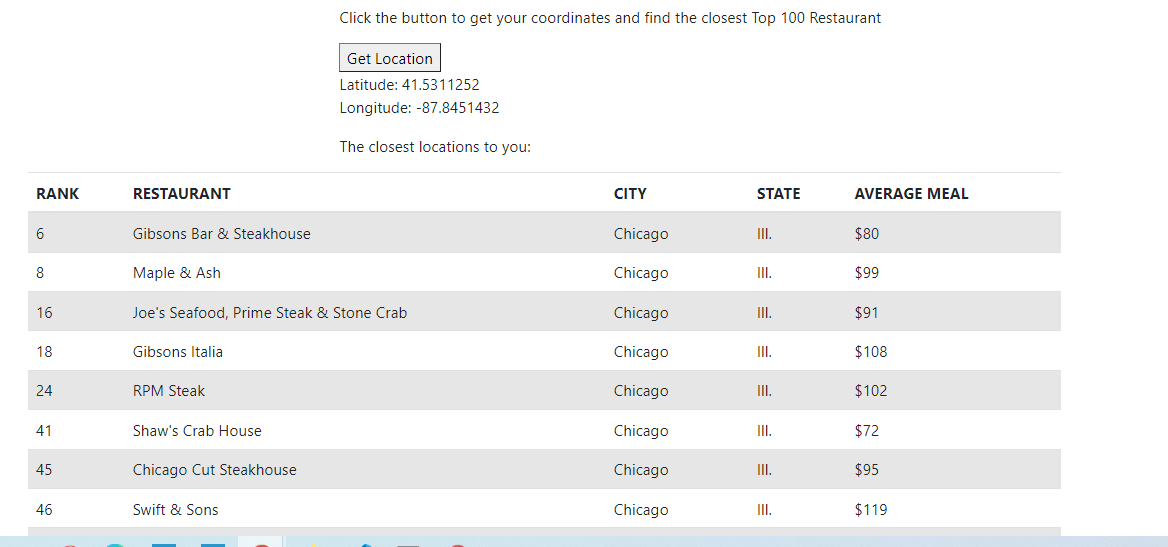 Click the button to get your coordinates and find the closest Top 100 Restaurant
Get Location
Latitude: 41.5311252
Longitude: -87.8451432
The closest locations to you:
RANK RESTAURANT CITY STATE AVERAGE MEAL
6 Gibsons Bar & Steakhouse Chicago Ill. $80
8 Maple & Ash Chicago Ill. $99
16 Joe's Seafood, Prime Steak & Stone Crab Chicago Ill. $91
18 Gibsons Italia Chicago Ill. $108
24 RPM Steak Chicago Ill. $102
41 Shaw's Crab House Chicago Ill. $72
45 Chicago Cut Steakhouse Chicago Ill. $95
46 Swift & Sons Chicago Ill. $119